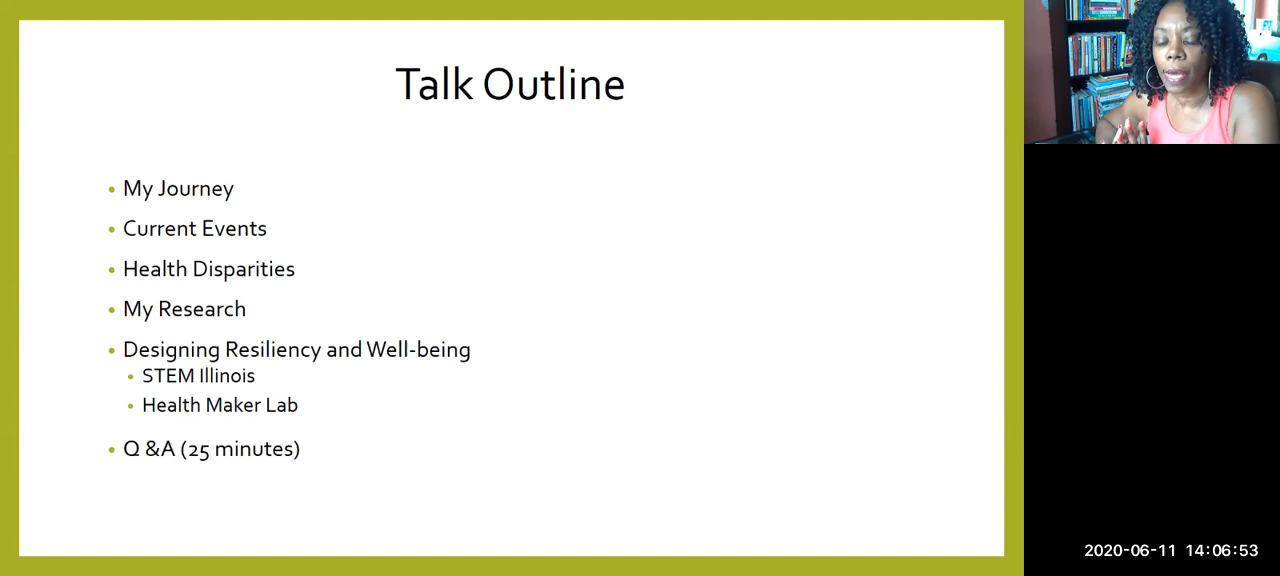 Talk Outline
• My Journey
• Current Events
• Health Disparities
• My Research
• Designing Resiliency and Well-being
• STEM Illinois
• Health Maker Lab
• Q &A (25 minutes)
2020-06-11 14:06:53